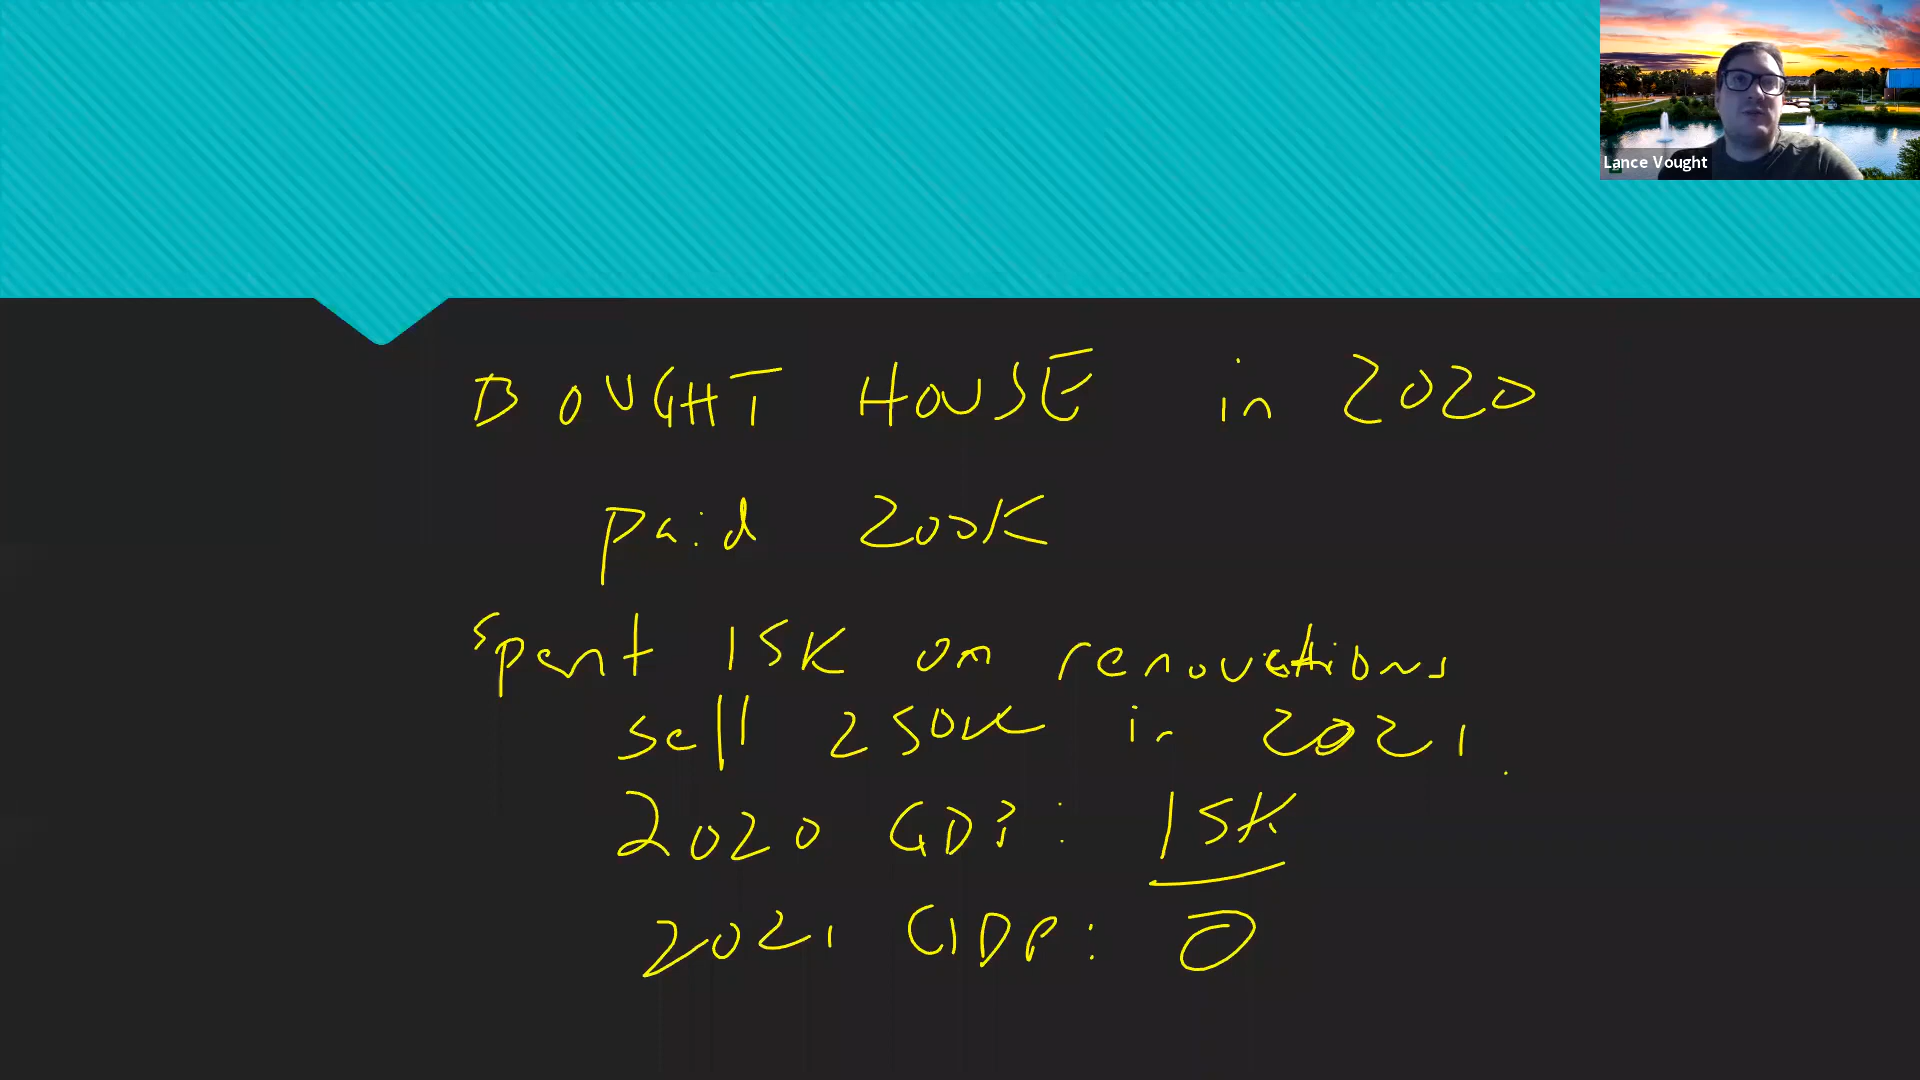 Lance Vought
BOUGHT HOUSE in 2020
paid 200K
spent 15K on renovations
sell 250K in 2021
2020 GDP: 15K
2021 GDP: 0